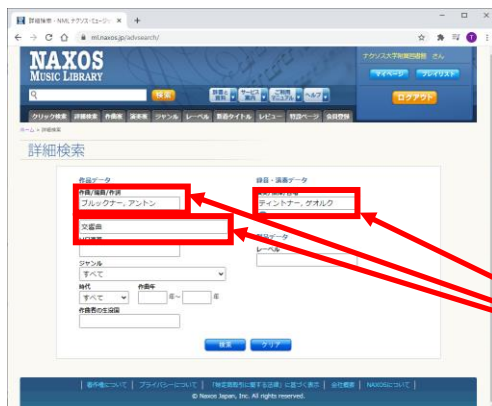 詳細検索 - NML ナクソス・ミュージッ
ml.naxos.jp/advsearch/
NAXOS
MUSIC LIBRARY
ナクソス大学附属図書館 さん
マイページ プレイリスト
検索
ログアウト
クリック検索 詳細検索 作曲家 演奏家 ジャンル レーベル 新着タイトル レビュー 特設ページ 会員登録
ホーム > 詳細検索
詳細検索
作品データ 録音・演奏データ
作曲/編曲/作詞
ブルックナー, アントン ティントナー, ゲオルク
交響曲
レーベル
ジャンル
すべて
時代 作曲年
すべて 年～ 年
作曲者の生没国
検索 クリア
著作権について プライバシーについて 「特定商取引に関する法律」に基づく表示 会社概要 NAXOSについて
© Naxos Japan, Inc. All rights reserved.